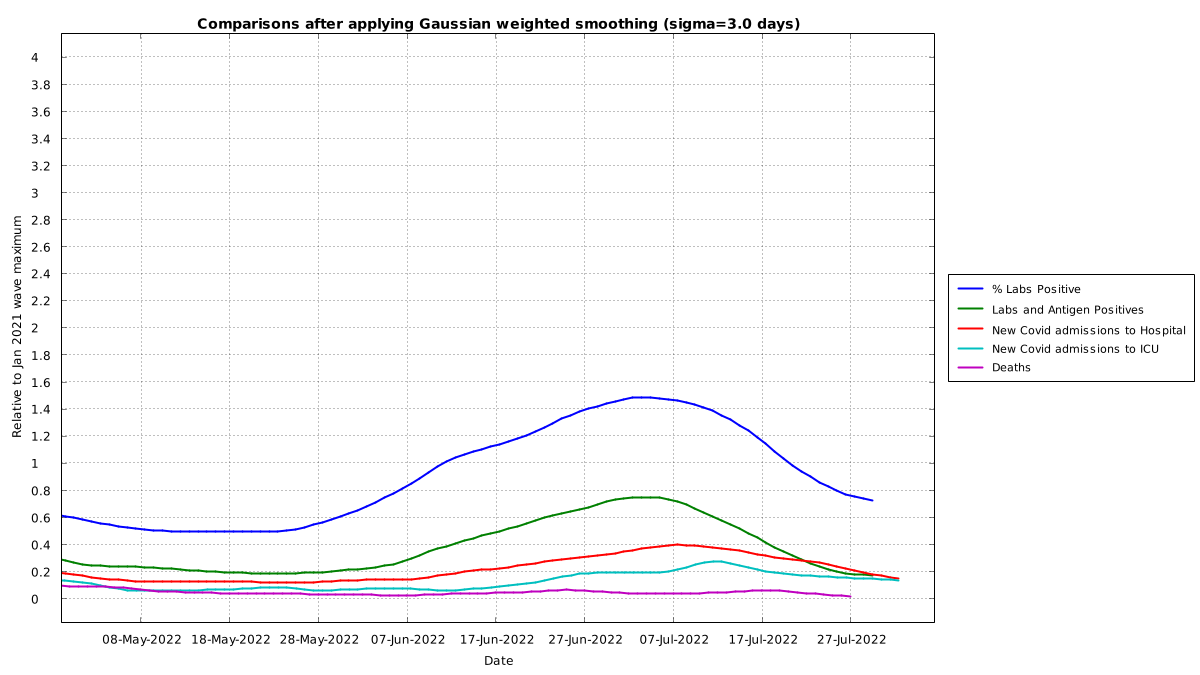 Comparisons after applying Gaussian weighted smoothing (sigma=3.0 days)
Relative to Jan 2021 wave maximum
4
3.8
3.6
3.4
3.2
3
2.8
2.6
2.4
2.2
2
1.8
1.6
1.4
1.2
1
0.8
0.6
0.4
0.2
0
08-May-2022 18-May-2022 28-May-2022 07-Jun-2022 17-Jun-2022 27-Jun-2022 07-Jul-2022 17-Jul-2022 27-Jul-2022
Date
% Labs Positive
Labs and Antigen Positives
New Covid admissions to Hospital
New Covid admissions to ICU
Deaths